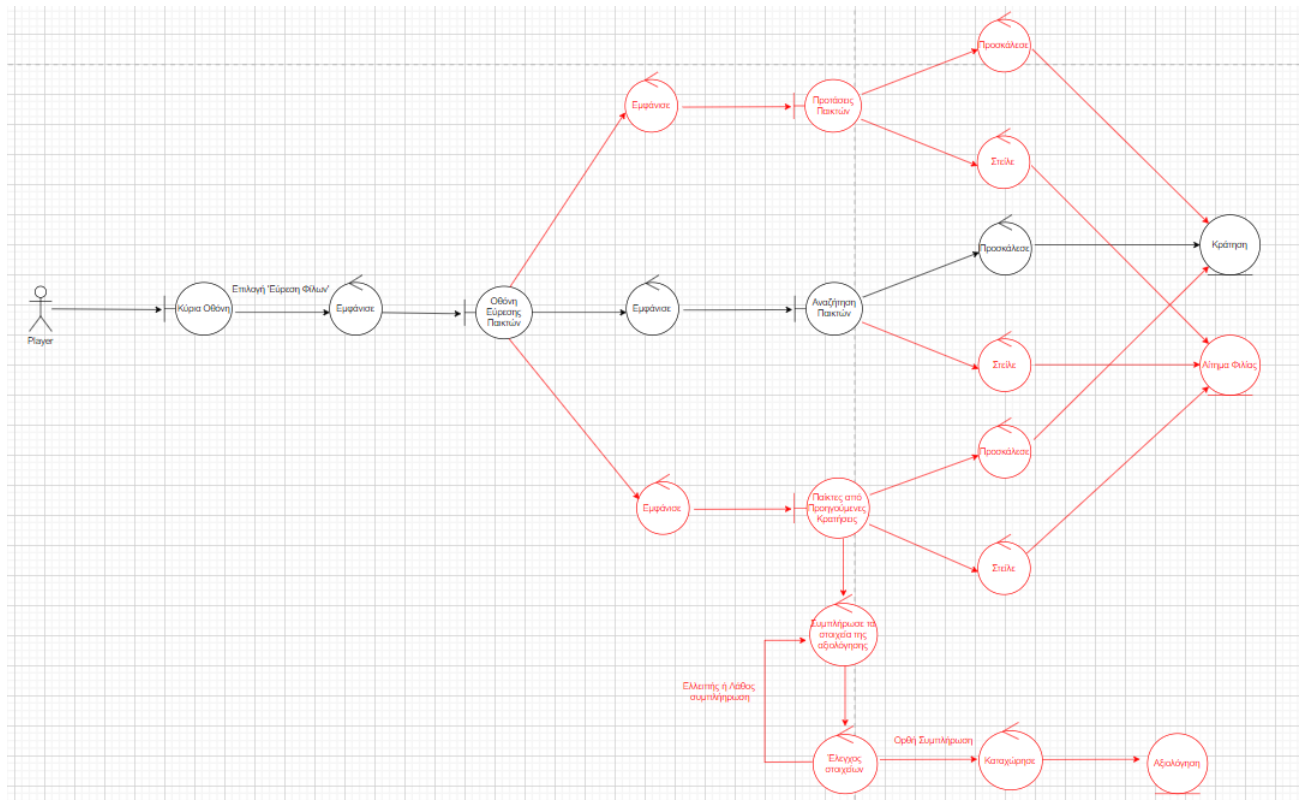 Προσκάλεσε
Εμφάνισε
Προτάσεις
Παικτών
Στείλε
Προσκάλεσε
Κράτηση
Επιλογή 'Εύρεση Φίλων'
Player
Κύρια Οθόνη
Εμφάνισε
Οθόνη
Εύρεσης
Παικτών
Εμφάνισε
Αναζήτηση
Παικτών
Στείλε
Αίτημα Φιλίας
Προσκάλεσε
Εμφάνισε
Παίκτες από
Προηγούμενες
Κρατήσεις
Στείλε
Συμπλήρωσε τα
στοιχεία της
αξιολόγησης
Ελλειπής ή Λάθος
συμπλήηρωση
Ορθή Συμπλήρωση
Έλεγχος
στοιχείων
Καταχώρησε
Αξιολόγηση